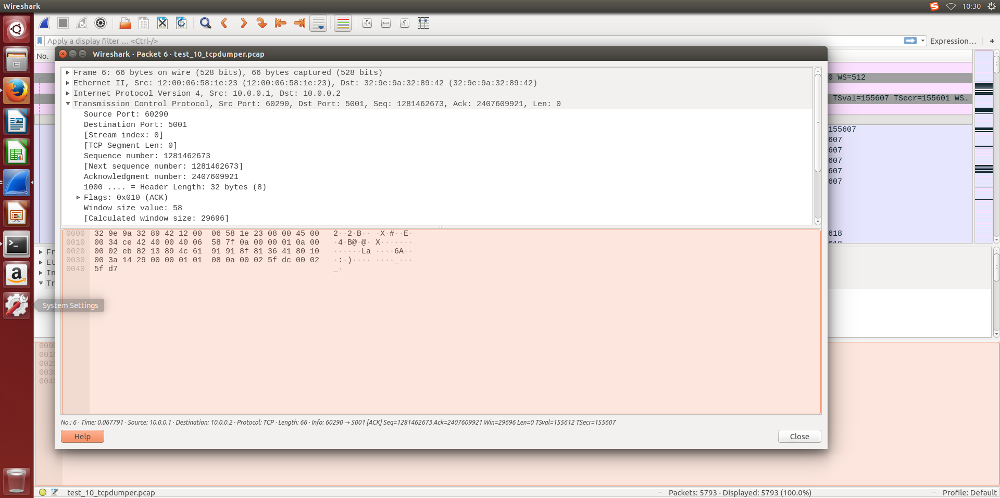 Wireshark
10:30
Apply a display filter … <Ctrl-/>
Expression…
+
No.
Wireshark · Packet 6 · test_10_tcpdumper.pcap
Frame 6: 66 bytes on wire (528 bits), 66 bytes captured (528 bits)
Ethernet II, Src: 12:00:06:58:1e:23 (12:00:06:58:1e:23), Dst: 32:9e:9a:32:89:42 (32:9e:9a:32:89:42)
Internet Protocol Version 4, Src: 10.0.0.1, Dst: 10.0.0.2
Transmission Control Protocol, Src Port: 60290, Dst Port: 5001, Seq: 1281462673, Ack: 2407609921, Len: 0
Source Port: 60290
Destination Port: 5001
[Stream index: 0]
[TCP Segment Len: 0]
Sequence number: 1281462673
[Next sequence number: 1281462673]
Acknowledgment number: 2407609921
1000 .... = Header Length: 32 bytes (8)
Flags: 0x010 (ACK)
Window size value: 58
[Calculated window size: 29696]
0 WS=512
TSval=155607 TSecr=155601 WS…
155607
607
607
607
607
607
618
0000 32 9e 9a 32 89 42 12 00 06 58 1e 23 08 00 45 00 2··2·B·· ·X·#··E·
0010 00 34 ce 42 40 00 40 06 58 7f 0a 00 00 01 0a 00 ·4·B@·@· X·······
0020 00 02 eb 82 13 89 4c 61 91 91 8f 81 36 41 80 10 ······La ····6A··
0030 00 3a 14 29 00 00 01 01 08 0a 00 02 5f dc 00 02 ·:·)···· ····_···
0040 5f d7 _·
Fr
Et
In
Tr
System Settings
0000
0010
0020
0030
0040
No.: 6 · Time: 0.067791 · Source: 10.0.0.1 · Destination: 10.0.0.2 · Protocol: TCP · Length: 66 · Info: 60290 → 5001 [ACK] Seq=1281462673 Ack=2407609921 Win=29696 Len=0 TSval=155612 TSecr=155607
Help
Close
test_10_tcpdumper.pcap
Packets: 5793 · Displayed: 5793 (100.0%)
Profile: Default